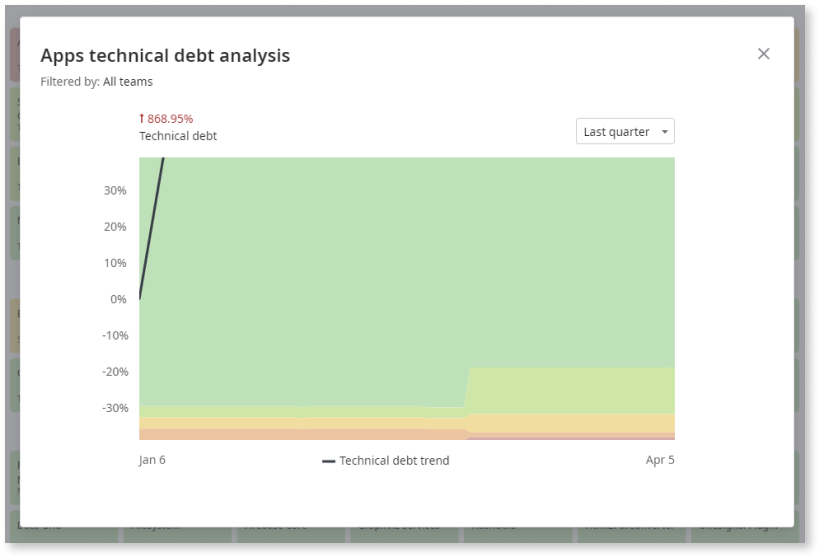 Apps technical debt analysis
Filtered by: All teams
↑ 868.95%
Technical debt
Last quarter
30%
20%
10%
0%
-10%
-20%
-30%
Jan 6
Technical debt trend
Apr 5